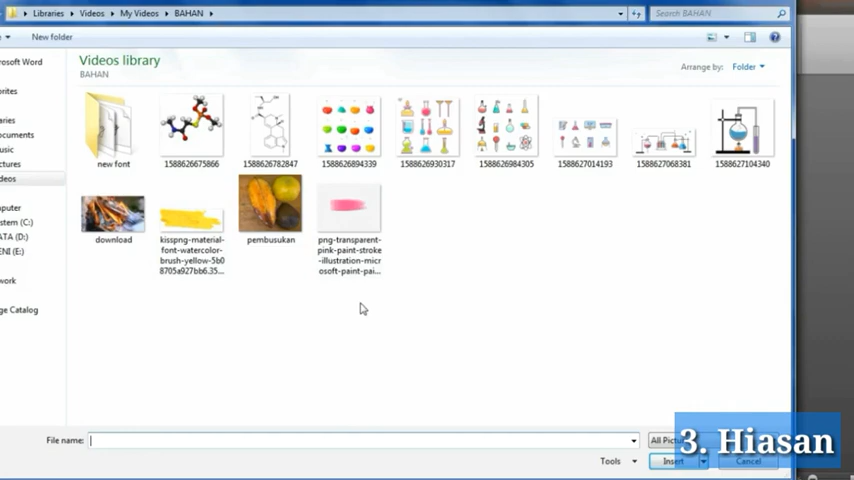 Libraries ▸ Videos ▸ My Videos ▸ BAHAN ▸
Search BAHAN
New folder
rosoft Word
Videos library
BAHAN
Arrange by: Folder
orites
raries
ocuments
usic
ctures
deos
mputer
stem (C:)
ATA (D:)
ENI (E:)
work
ge Catalog
new font
1588626675866
1588626782847
1588626894339
1588626930317
1588626984305
1588627014193
1588627068381
1588627104340
download
kisspng-material-
font-watercolor-
brush-yellow-5b0
8705a927bb6.35...
pembusukan
png-transparent-
pink-paint-stroke
-illustration-micr
osoft-paint-pai...
File name:
All Pictu
Tools
Insert
Cancel
3. Hiasan